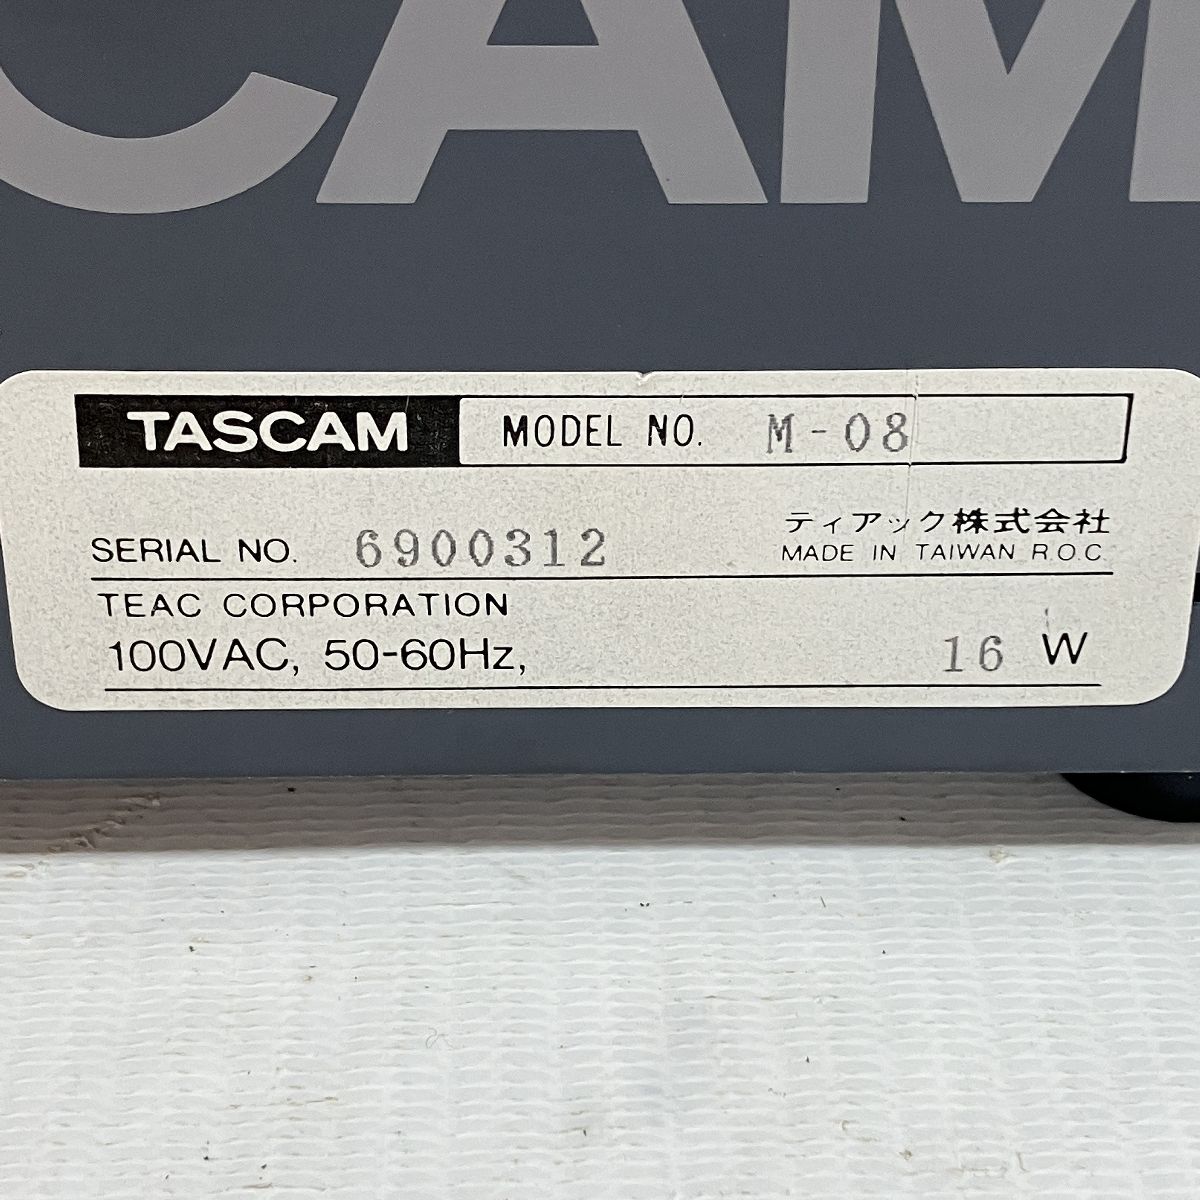 CAM
TASCAM MODEL NO. M-08
SERIAL NO. 6900312 ティアック株式会社
MADE IN TAIWAN R.O.C.
TEAC CORPORATION
100VAC, 50-60Hz, 16 W